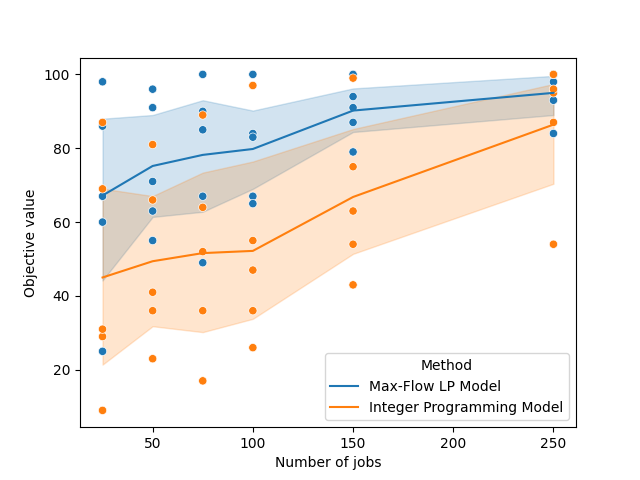 100
80
60
40
20
Objective value
50
100
150
200
250
Number of jobs
Method
Max-Flow LP Model
Integer Programming Model